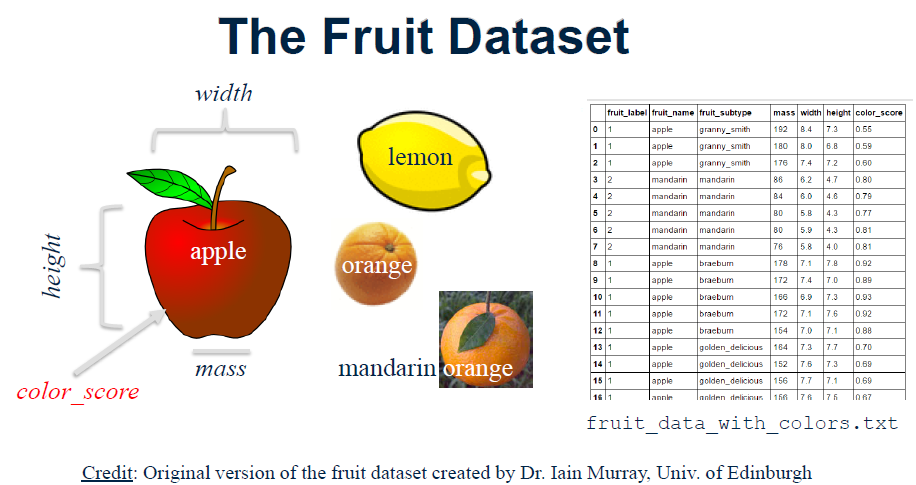 The Fruit Dataset
width
height
apple
mass
color_score
lemon
orange
mandarin orange
fruit_label fruit_name fruit_subtype mass width height color_score
0 1 apple granny_smith 192 8.4 7.3 0.55
1 1 apple granny_smith 180 8.0 6.8 0.59
2 1 apple granny_smith 176 7.4 7.2 0.60
3 2 mandarin mandarin 86 6.2 4.7 0.80
4 2 mandarin mandarin 84 6.0 4.6 0.79
5 2 mandarin mandarin 80 5.8 4.3 0.77
6 2 mandarin mandarin 80 5.9 4.3 0.81
7 2 mandarin mandarin 76 5.8 4.0 0.81
8 1 apple braeburn 178 7.1 7.8 0.92
9 1 apple braeburn 172 7.4 7.0 0.89
10 1 apple braeburn 166 6.9 7.3 0.93
11 1 apple braeburn 172 7.1 7.6 0.92
12 1 apple braeburn 154 7.0 7.1 0.88
13 1 apple golden_delicious 164 7.3 7.7 0.70
14 1 apple golden_delicious 152 7.6 7.3 0.69
15 1 apple golden_delicious 156 7.7 7.1 0.69
16 1 apple golden_delicious 156 7.6 7.5 0.67
fruit_data_with_colors.txt
Credit: Original version of the fruit dataset created by Dr. Iain Murray, Univ. of Edinburgh